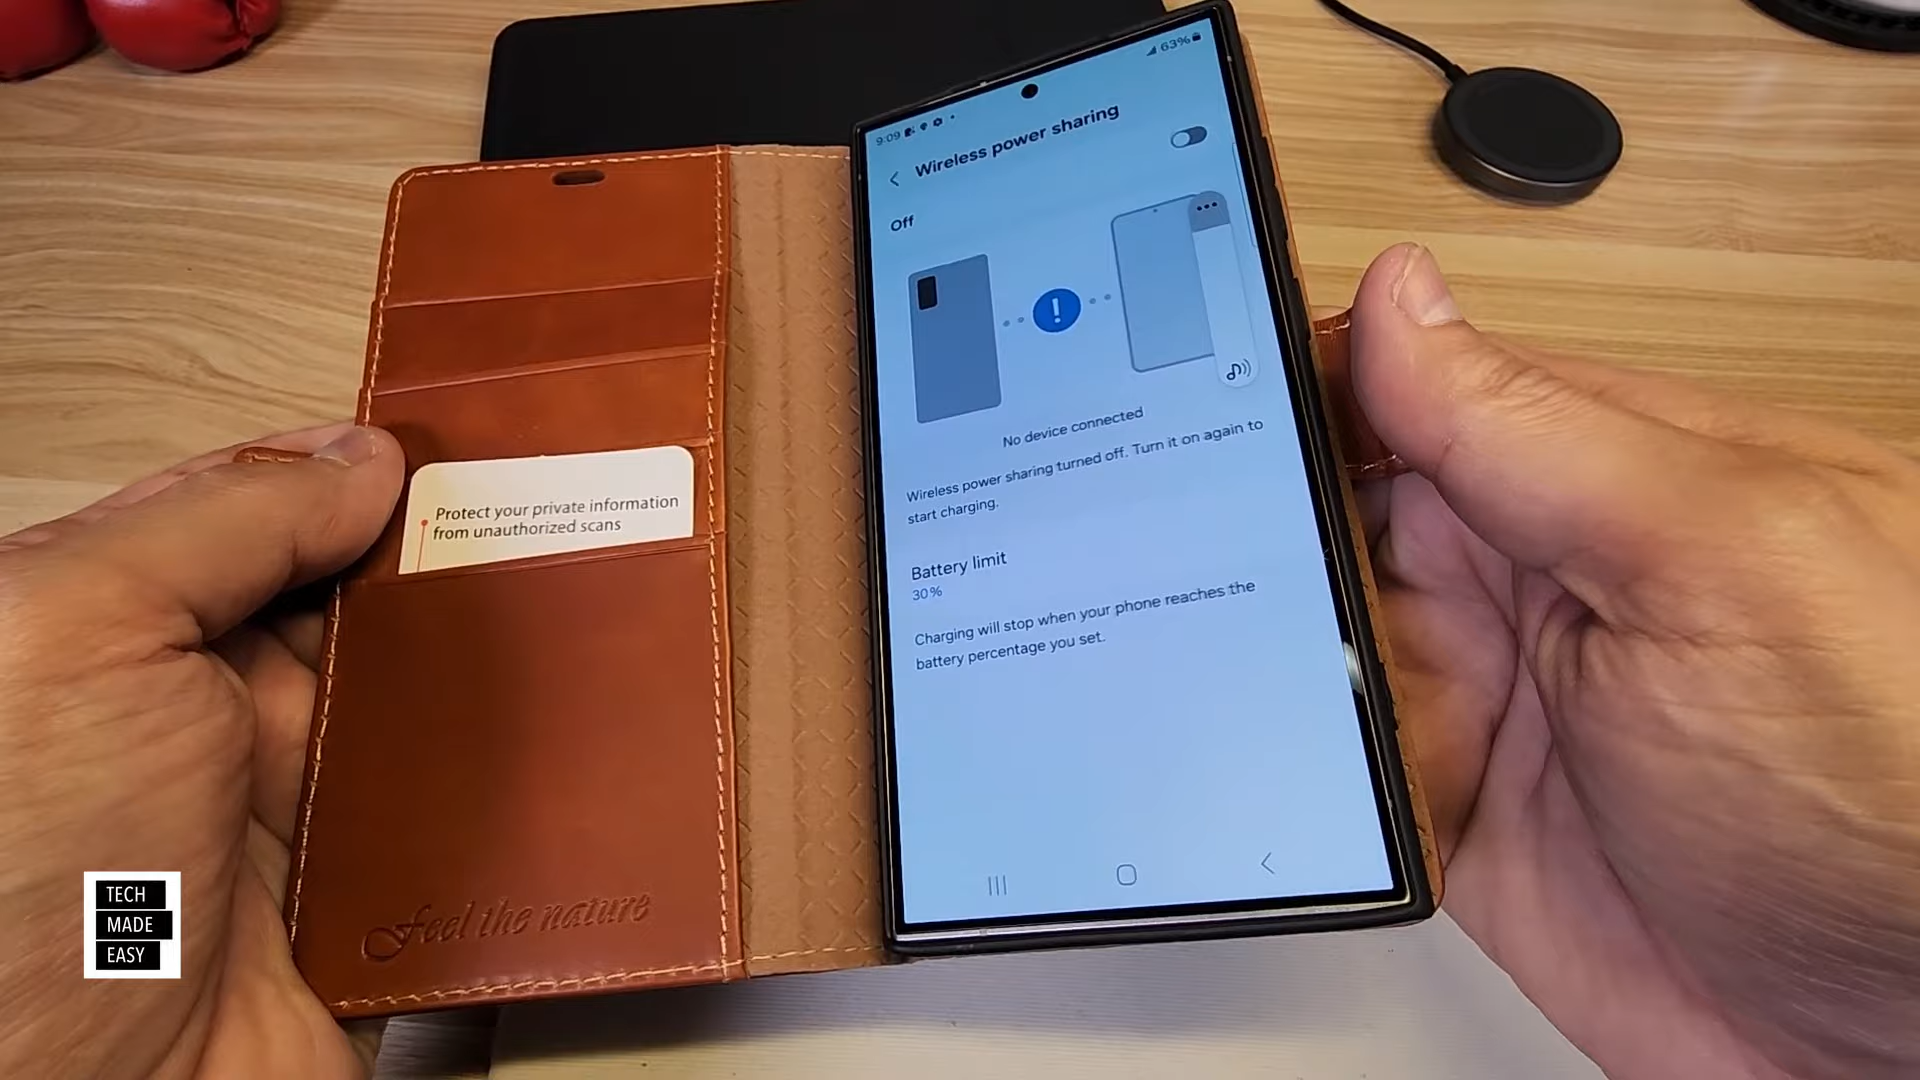 9:09
63%
Wireless power sharing
Off
No device connected
Wireless power sharing turned off. Turn it on again to
start charging.
Battery limit
30%
Charging will stop when your phone reaches the
battery percentage you set.
Protect your private information
from unauthorized scans
Feel the nature
TECH
MADE
EASY